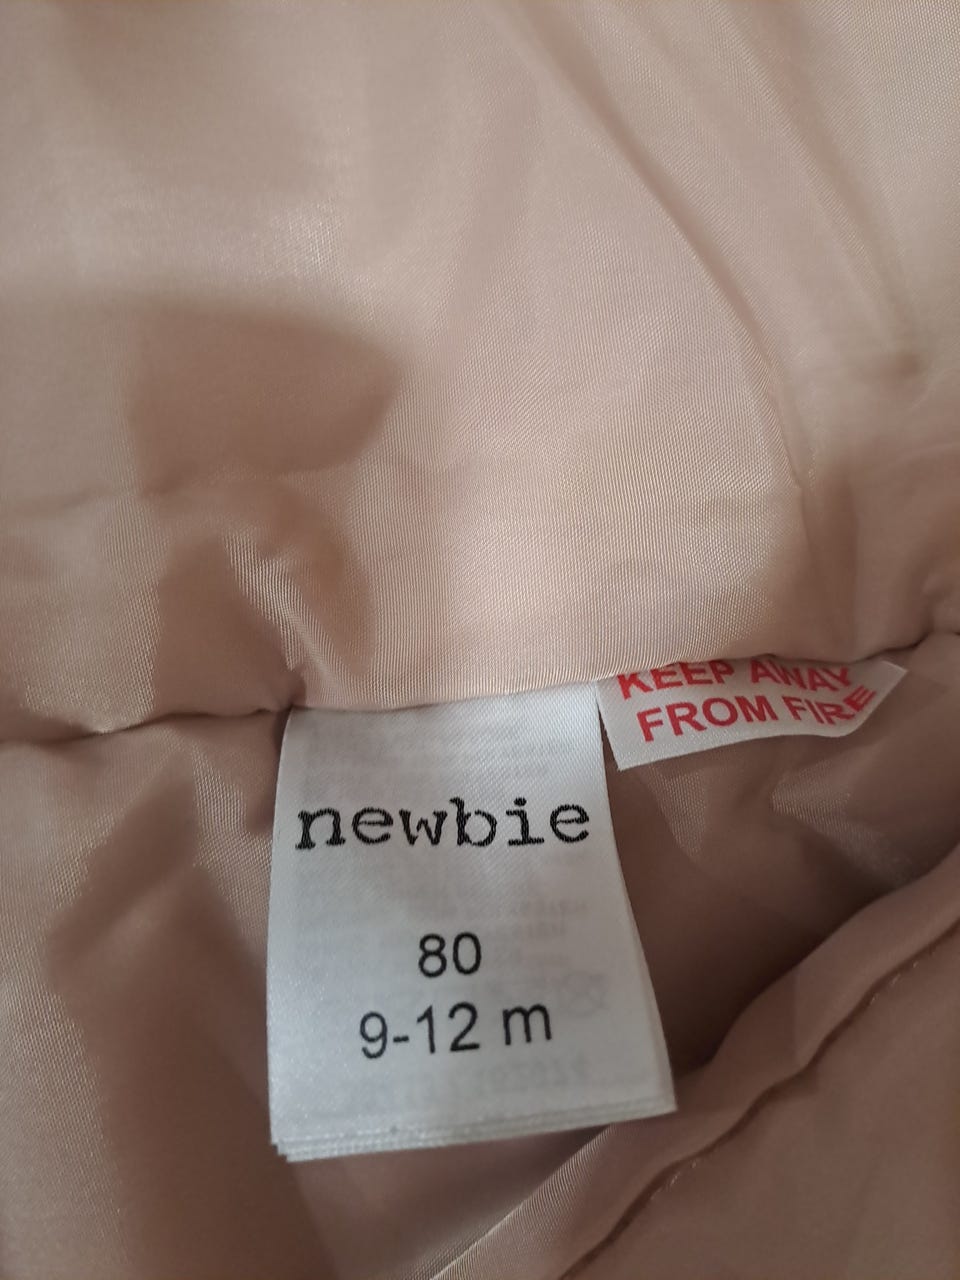 KEEP AWAY
FROM FIRE
newbie
80
9-12 m